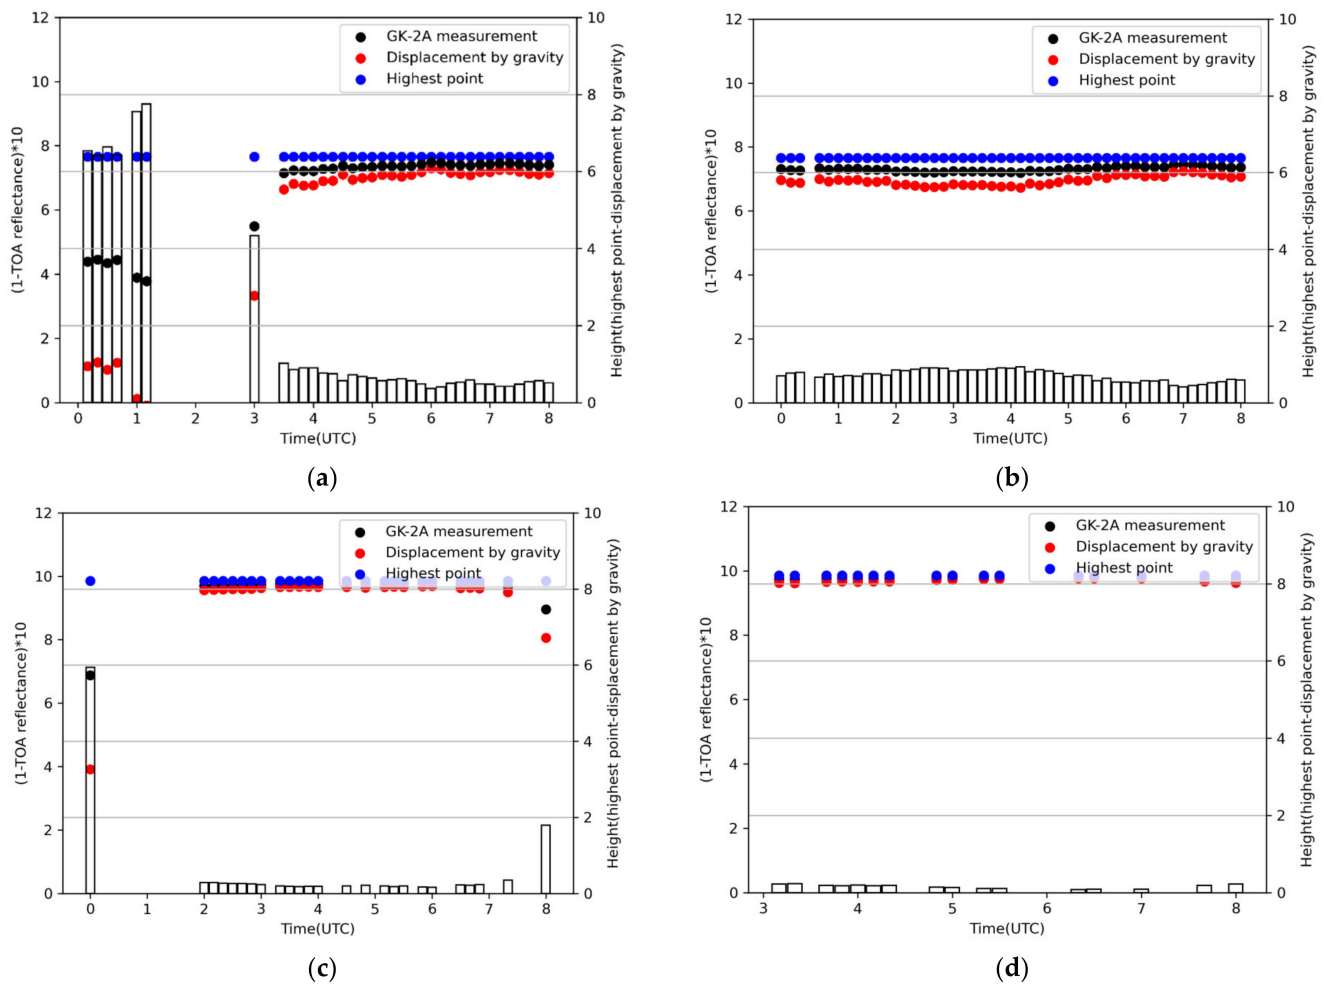 GK-2A measurement
Displacement by gravity
Highest point
(1-TOA reflectance)*10
Height(highest point-displacement by gravity)
12
10
8
6
4
2
0
10
8
6
4
2
0
0 1 2 3 4 5 6 7 8
Time(UTC)
(a)
GK-2A measurement
Displacement by gravity
Highest point
(1-TOA reflectance)*10
Height(highest point-displacement by gravity)
12
10
8
6
4
2
0
10
8
6
4
2
0
0 1 2 3 4 5 6 7 8
Time(UTC)
(b)
GK-2A measurement
Displacement by gravity
Highest point
(1-TOA reflectance)*10
Height(highest point-displacement by gravity)
12
10
8
6
4
2
0
10
8
6
4
2
0
0 1 2 3 4 5 6 7 8
Time(UTC)
(c)
GK-2A measurement
Displacement by gravity
Highest point
(1-TOA reflectance)*10
Height(highest point-displacement by gravity)
12
10
8
6
4
2
0
10
8
6
4
2
0
3 4 5 6 7 8
Time(UTC)
(d)